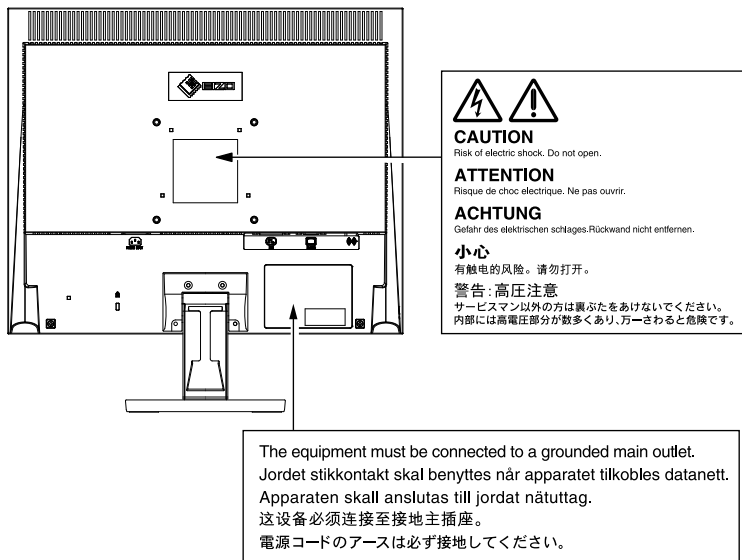 EIZO
CAUTION
Risk of electric shock. Do not open.
ATTENTION
Risque de choc electrique. Ne pas ouvrir.
ACHTUNG
Gefahr des elektrischen schlages.Rückwand nicht entfernen.
小心
有触电的风险。请勿打开。
警告:高圧注意
サービスマン以外の方は裏ぶたをあけないでください。
内部には高電圧部分が数多くあり、万一さわると危険です。
The equipment must be connected to a grounded main outlet.
Jordet stikkontakt skal benyttes når apparatet tilkobles datanett.
Apparaten skall anslutas till jordat nätuttag.
这设备必须连接至接地主插座。
電源コードのアースは必ず接地してください。